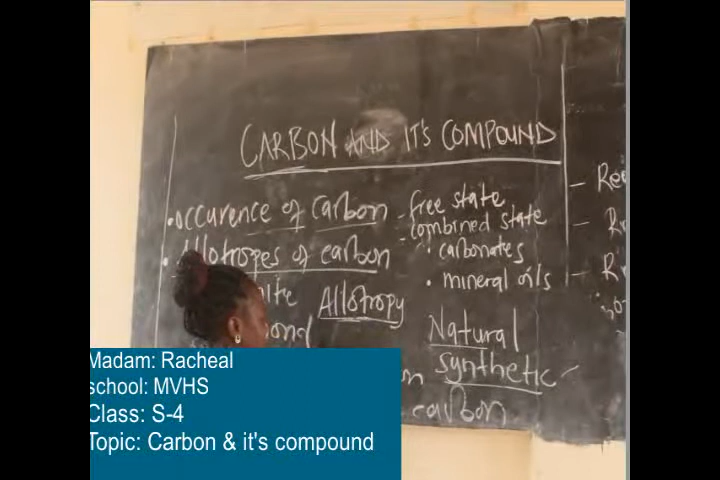 CARBON AND IT'S COMPOUND
• Occurence of carbon - free state
- combined state
• carbonates
• Allotropes of carbon
• mineral oils
Allotropy
Natural
synthetic -
carbon
Madam: Racheal
school: MVHS
Class: S-4
Topic: Carbon & it's compound